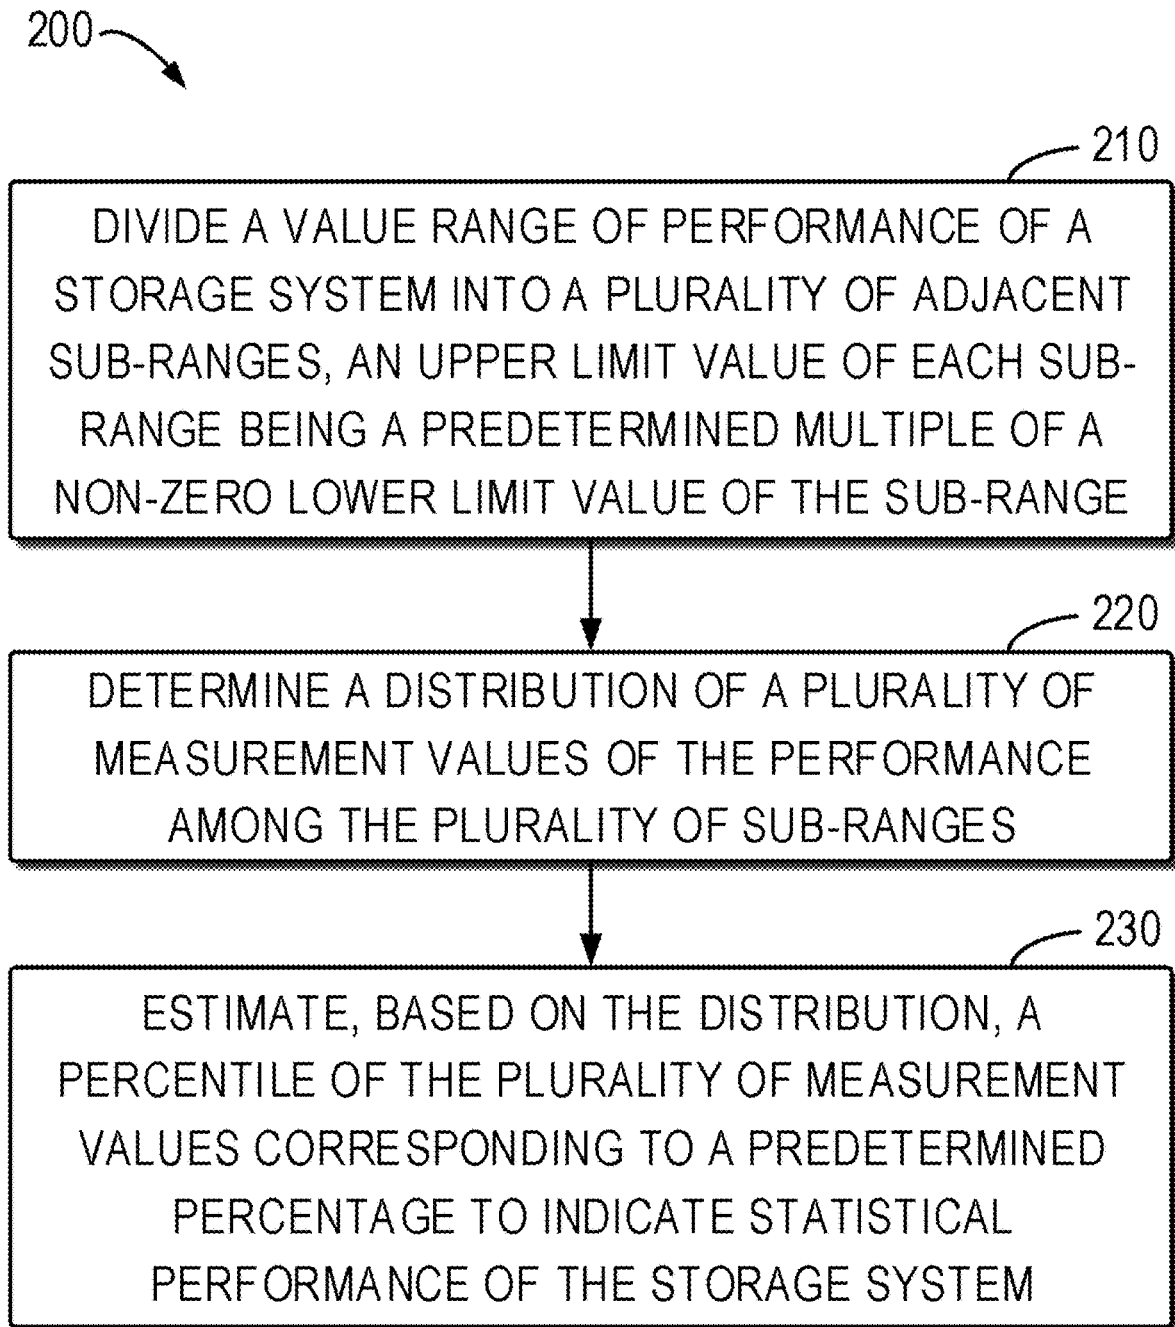 200
210
DIVIDE A VALUE RANGE OF PERFORMANCE OF A
STORAGE SYSTEM INTO A PLURALITY OF ADJACENT
SUB-RANGES, AN UPPER LIMIT VALUE OF EACH SUB-
RANGE BEING A PREDETERMINED MULTIPLE OF A
NON-ZERO LOWER LIMIT VALUE OF THE SUB-RANGE
220
DETERMINE A DISTRIBUTION OF A PLURALITY OF
MEASUREMENT VALUES OF THE PERFORMANCE
AMONG THE PLURALITY OF SUB-RANGES
230
ESTIMATE, BASED ON THE DISTRIBUTION, A
PERCENTILE OF THE PLURALITY OF MEASUREMENT
VALUES CORRESPONDING TO A PREDETERMINED
PERCENTAGE TO INDICATE STATISTICAL
PERFORMANCE OF THE STORAGE SYSTEM